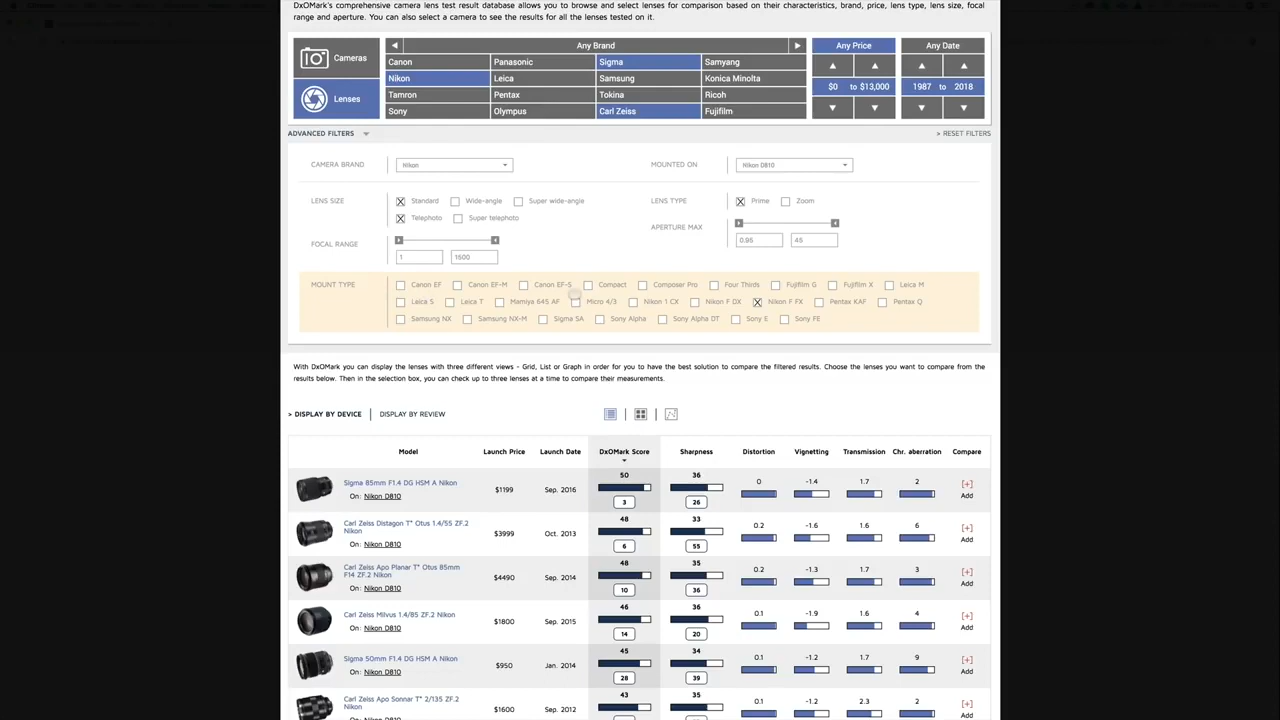 DxOMark's comprehensive camera lens test result database allows you to browse and select lenses for comparison based on their characteristics, brand, price, lens type, lens size, focal
range and aperture. You can also select a camera to see the results for all the lenses tested on it.
Cameras
Lenses
Any Brand
Canon Panasonic Sigma Samyang
Nikon Leica Samsung Konica Minolta
Tamron Pentax Tokina Ricoh
Sony Olympus Carl Zeiss Fujifilm
Any Price
$0 to $13,000
Any Date
1987 to 2018
ADVANCED FILTERS
> RESET FILTERS
CAMERA BRAND Nikon
MOUNTED ON Nikon D810
LENS SIZE Standard Wide-angle Super wide-angle
Telephoto Super telephoto
LENS TYPE Prime Zoom
APERTURE MAX
0.95 45
FOCAL RANGE
1 1500
MOUNT TYPE Canon EF Canon EF-M Canon EF-S Compact Composer Pro Four Thirds Fujifilm G Fujifilm X Leica M
Leica S Leica T Mamiya 645 AF Micro 4/3 Nikon 1 CX Nikon F DX Nikon F FX Pentax KAF Pentax Q
Samsung NX Samsung NX-M Sigma SA Sony Alpha Sony Alpha DT Sony E Sony FE
With DxOMark you can display the lenses with three different views - Grid, List or Graph in order for you to have the best solution to compare the filtered results. Choose the lenses you want to compare from the
results below. Then in the selection box, you can check up to three lenses at a time to compare their measurements.
> DISPLAY BY DEVICE DISPLAY BY REVIEW
Model Launch Price Launch Date DxOMark Score Sharpness Distortion Vignetting Transmission Chr. aberration Compare
Sigma 85mm F1.4 DG HSM A Nikon
On: Nikon D810
$1199 Sep. 2016 50 36 0 -1.4 1.7 2 [+]
3 26 Add
Carl Zeiss Distagon T* Otus 1.4/55 ZF.2
Nikon
On: Nikon D810
$3999 Oct. 2013 48 33 0.2 -1.6 1.6 6 [+]
6 55 Add
Carl Zeiss Apo Planar T* Otus 85mm
F14 ZF.2 Nikon
On: Nikon D810
$4490 Sep. 2014 48 35 0.2 -1.3 1.7 3 [+]
10 36 Add
Carl Zeiss Milvus 1.4/85 ZF.2 Nikon
On: Nikon D810
$1800 Sep. 2015 46 36 0.1 -1.9 1.6 4 [+]
14 20 Add
Sigma 50mm F1.4 DG HSM A Nikon
On: Nikon D810
$950 Jan. 2014 45 34 0.1 -1.2 1.7 9 [+]
28 39 Add
Carl Zeiss Apo Sonnar T* 2/135 ZF.2
Nikon
$1600 Sep. 2012 43 35 0.1 -1.2 2.3 2 [+]
Add